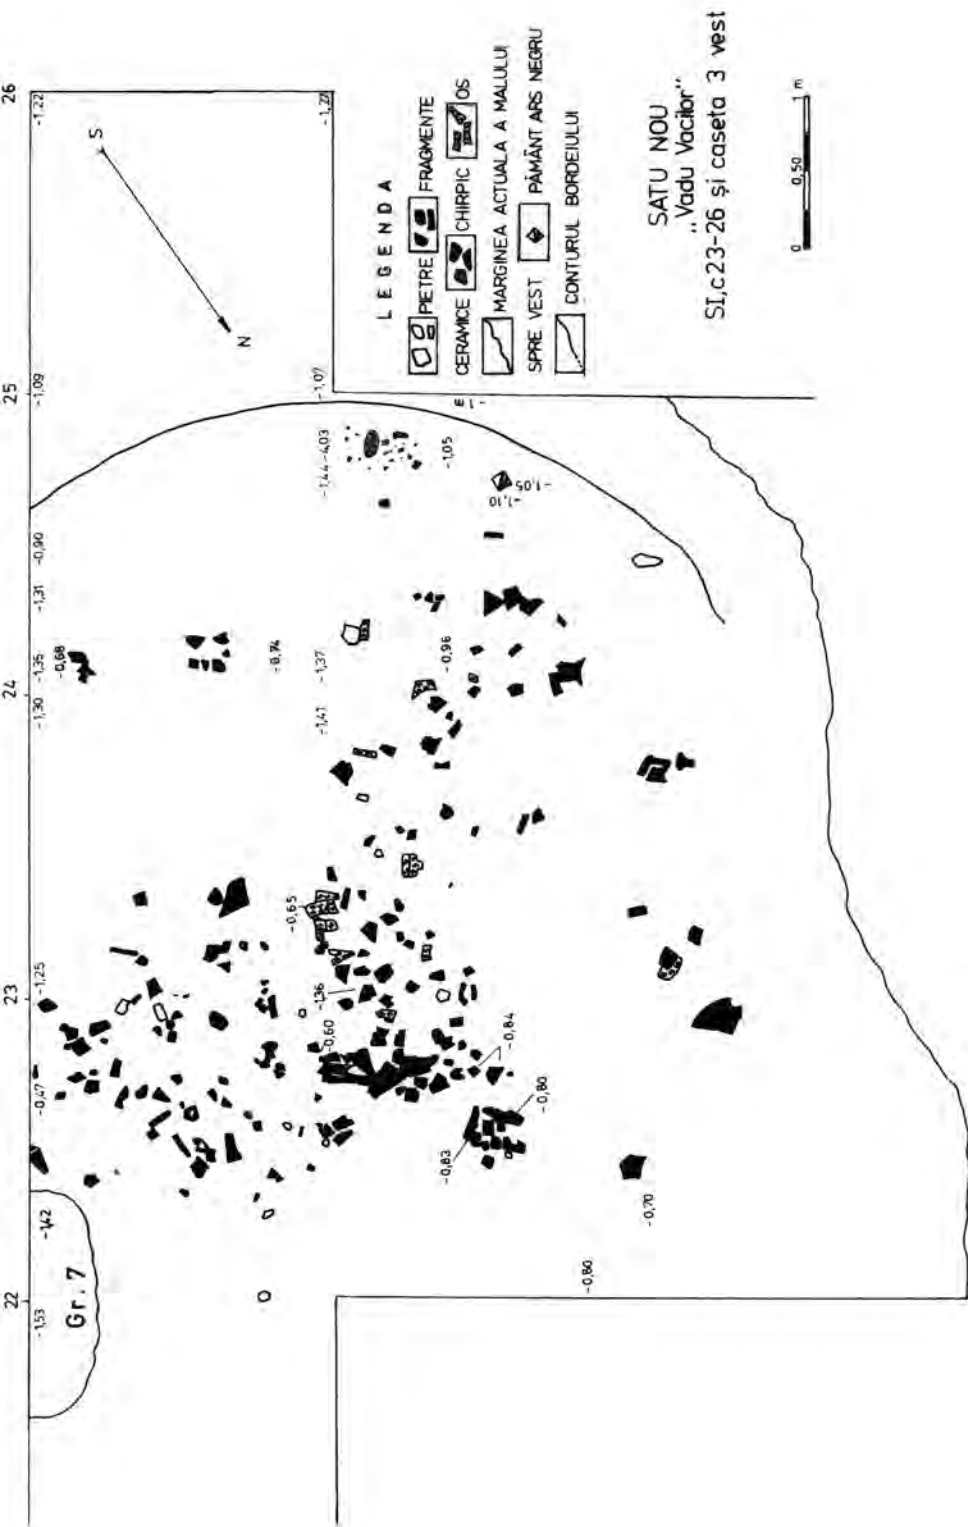 22
23
24
25
26
-1,53
-1,42
-0,47
-1,25
-1,30
-1,35
-1,31
-0,90
-1,09
-1,22
Gr. 7
-0,68
-0,74
-0,65
-136
-0,60
-1,41
-1,37
-1,44
-1,03
-1,07
-1,27
-0,83
-0,84
-0,80
-0,96
-1,05
-1,10
-1,05
-0,80
-0,70
S
N
LEGENDA
PIETRE FRAGMENTE
CERAMICE CHIRPIC OS
MARGINEA ACTUALA A MALULUI
SPRE VEST PĂMÂNT ARS NEGRU
CONTURUL BORDEIULUI
SATU NOU
"Vadu Vacilor"
SI,c23-26 și caseta 3 vest
0 0,50 1 m